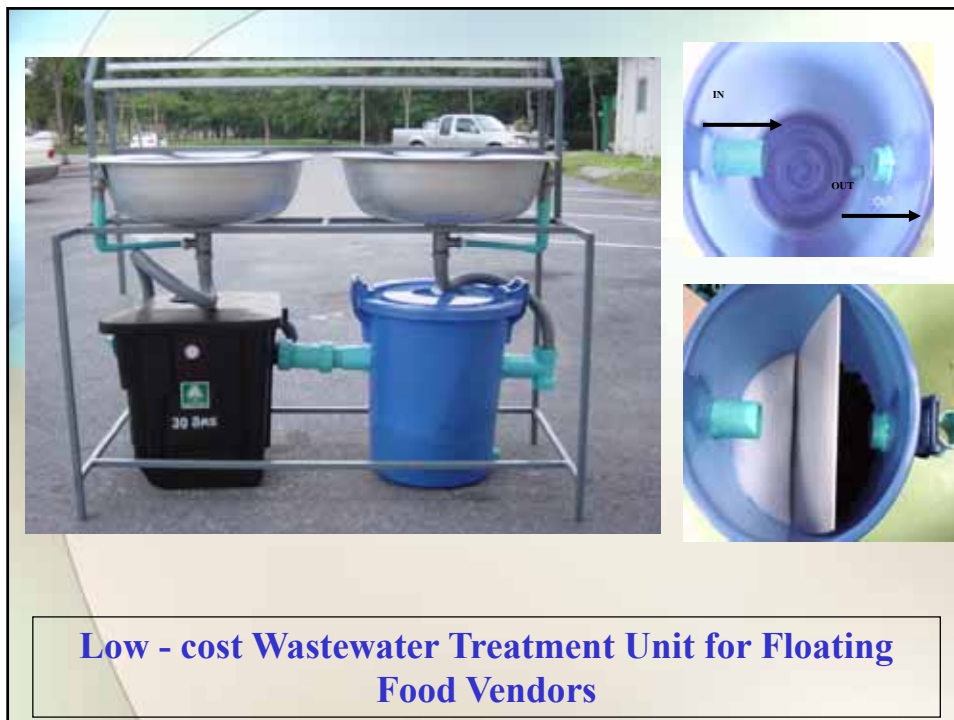 IN
OUT
30 ลิตร
Low - cost Wastewater Treatment Unit for Floating
Food Vendors